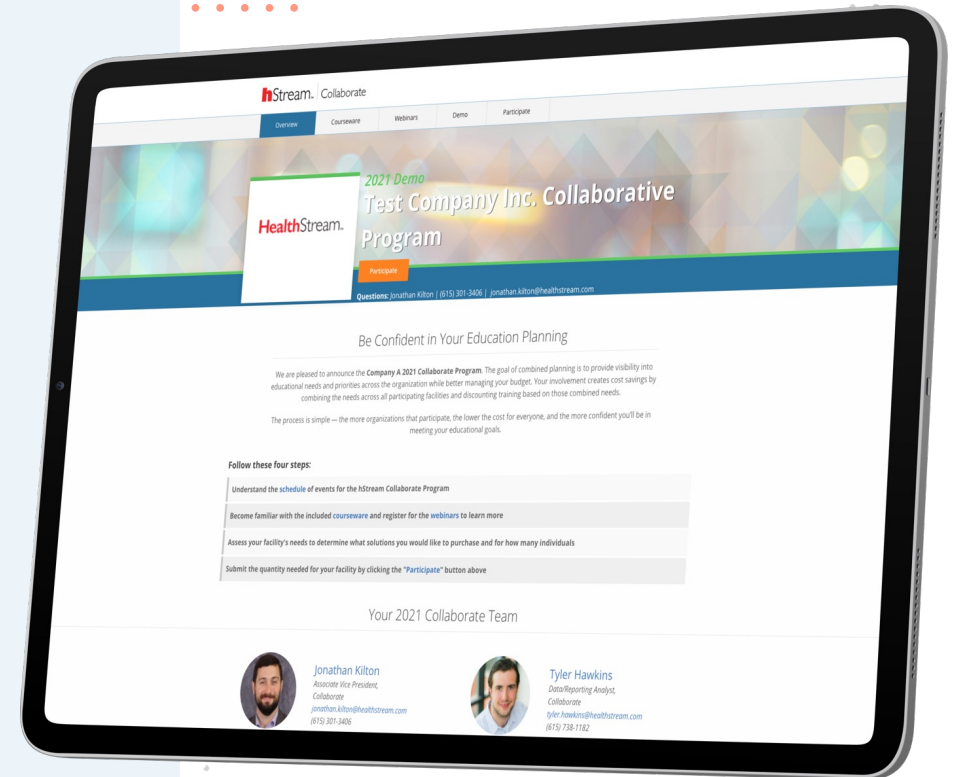 hStream™ | Collaborate
Overview Courseware Webinars Demo Participate
2021 Demo
Test Company Inc. Collaborative
Program
HealthStream™
Participate
Questions: Jonathan Kilton | (615) 301-3406 | jonathan.kilton@healthstream.com
Be Confident in Your Education Planning
We are pleased to announce the Company A 2021 Collaborate Program. The goal of combined planning is to provide visibility into
educational needs and priorities across the organization while better managing your budget. Your involvement creates cost savings by
combining the needs across all participating facilities and discounting training based on those combined needs.
The process is simple — the more organizations that participate, the lower the cost for everyone, and the more confident you'll be in
meeting your educational goals.
Follow these four steps:
Understand the schedule of events for the hStream Collaborate Program
Become familiar with the included courseware and register for the webinars to learn more
Assess your facility's needs to determine what solutions you would like to purchase and for how many individuals
Submit the quantity needed for your facility by clicking the "Participate" button above
Your 2021 Collaborate Team
Jonathan Kilton
Associate Vice President,
Collaborate
jonathan.kilton@healthstream.com
(615) 301-3406
Tyler Hawkins
Data/Reporting Analyst,
Collaborate
tyler.hawkins@healthstream.com
(615) 738-1182